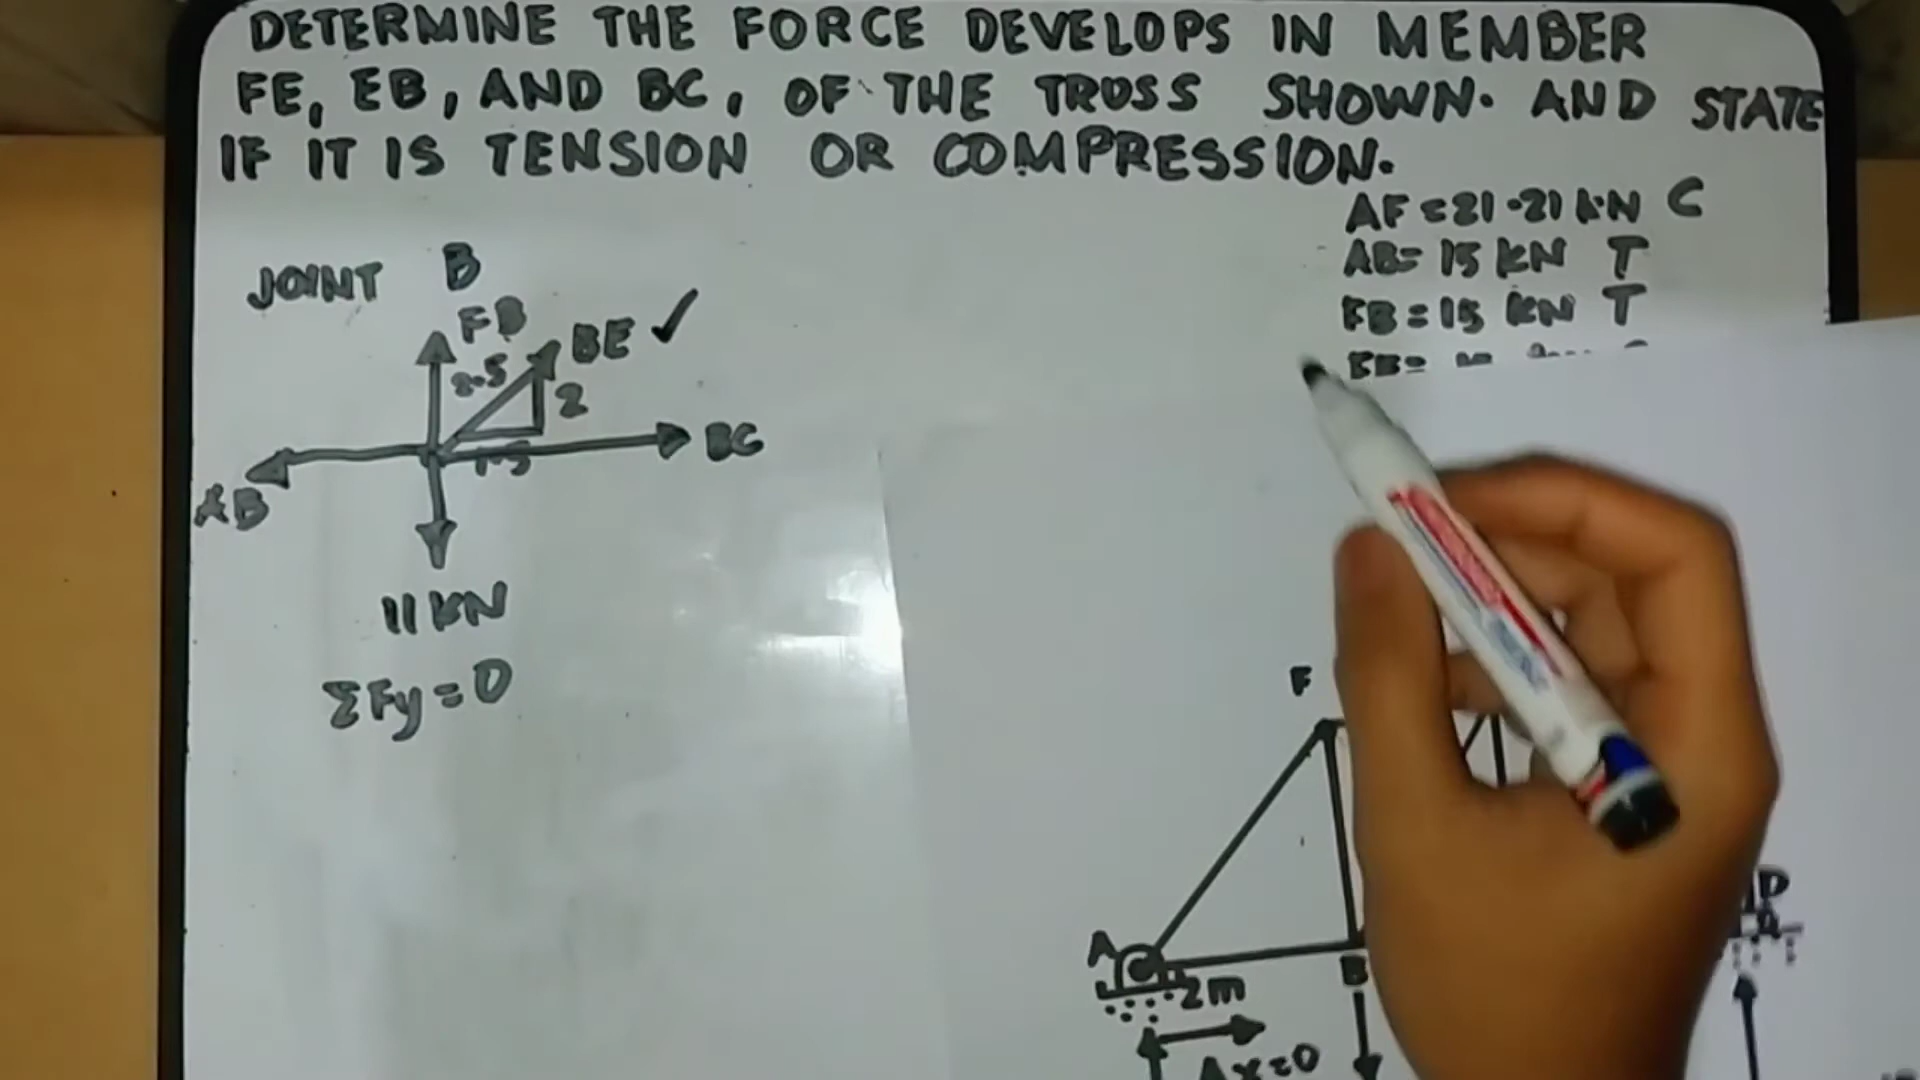 DETERMINE THE FORCE DEVELOPS IN MEMBER
FE, EB, AND BC, OF THE TRUSS SHOWN. AND STATE
IF IT IS TENSION OR COMPRESSION.
AF = 21.21 kN C
AB = 15 KN T
FB = 15 KN T
JOINT B
FB
BE ✓
2.5
2
1.5
BC
AB
11 KN
ΣFy = 0
F
A
B
2m
Ax=0
D